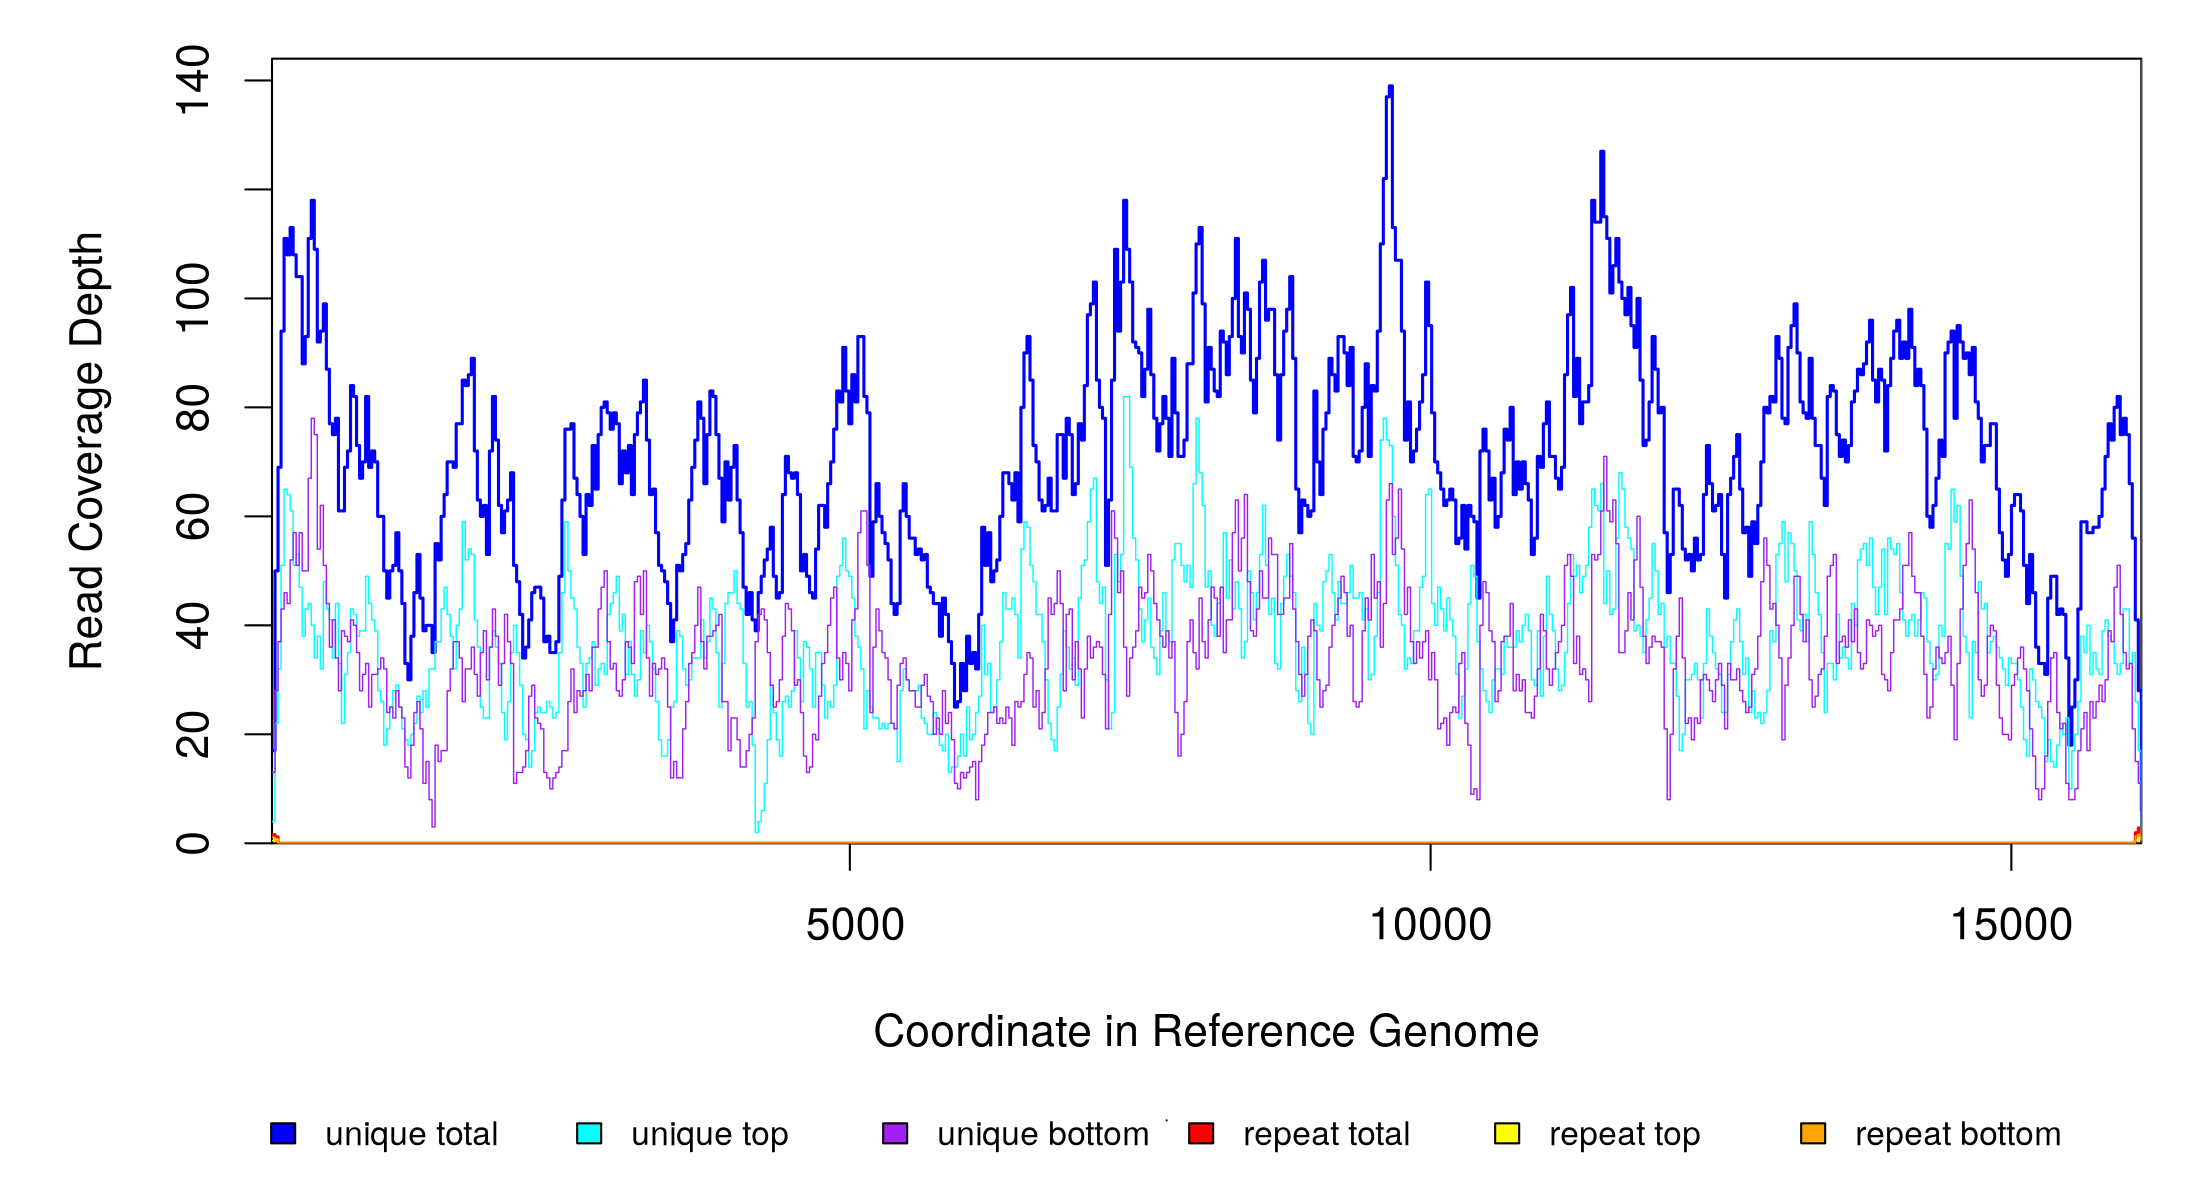 140
100
80
60
40
20
0
Read Coverage Depth
5000 10000 15000
Coordinate in Reference Genome
unique total unique top unique bottom repeat total repeat top repeat bottom